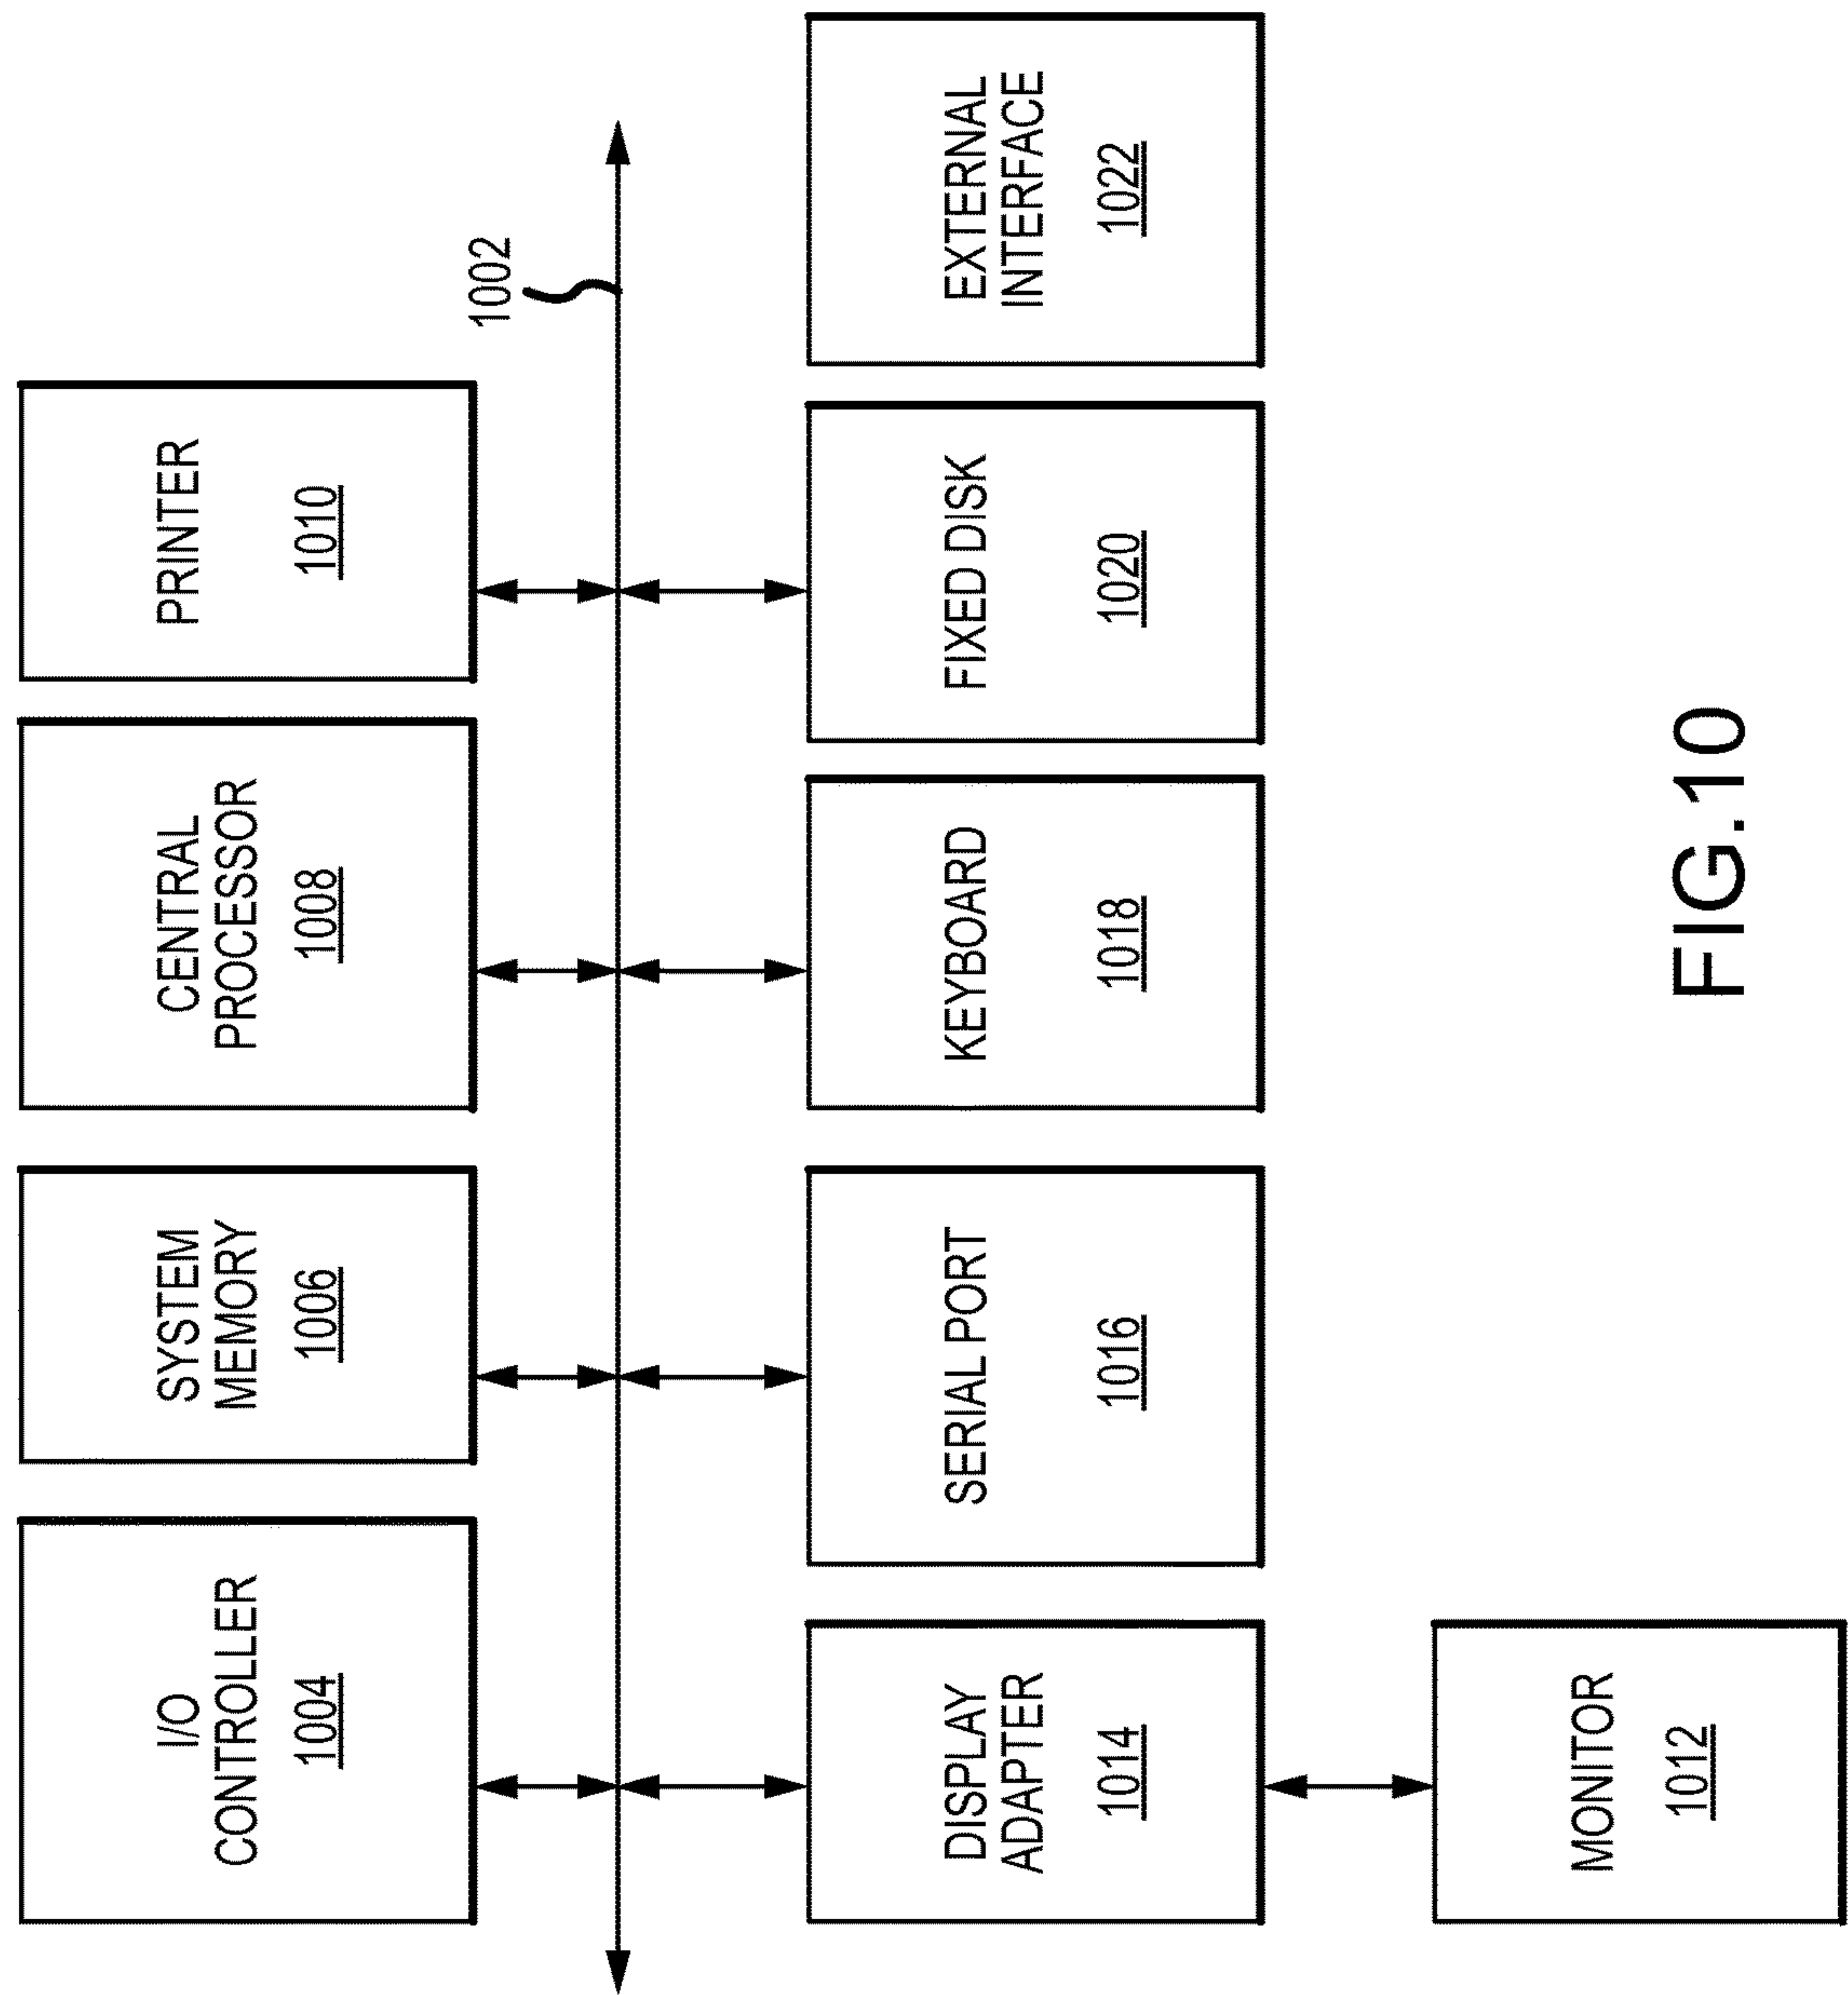 I/O
CONTROLLER
1004
SYSTEM
MEMORY
1006
CENTRAL
PROCESSOR
1008
PRINTER
1010
1002
DISPLAY
ADAPTER
1014
SERIAL PORT
1016
KEYBOARD
1018
FIXED DISK
1020
EXTERNAL
INTERFACE
1022
MONITOR
1012
FIG.10